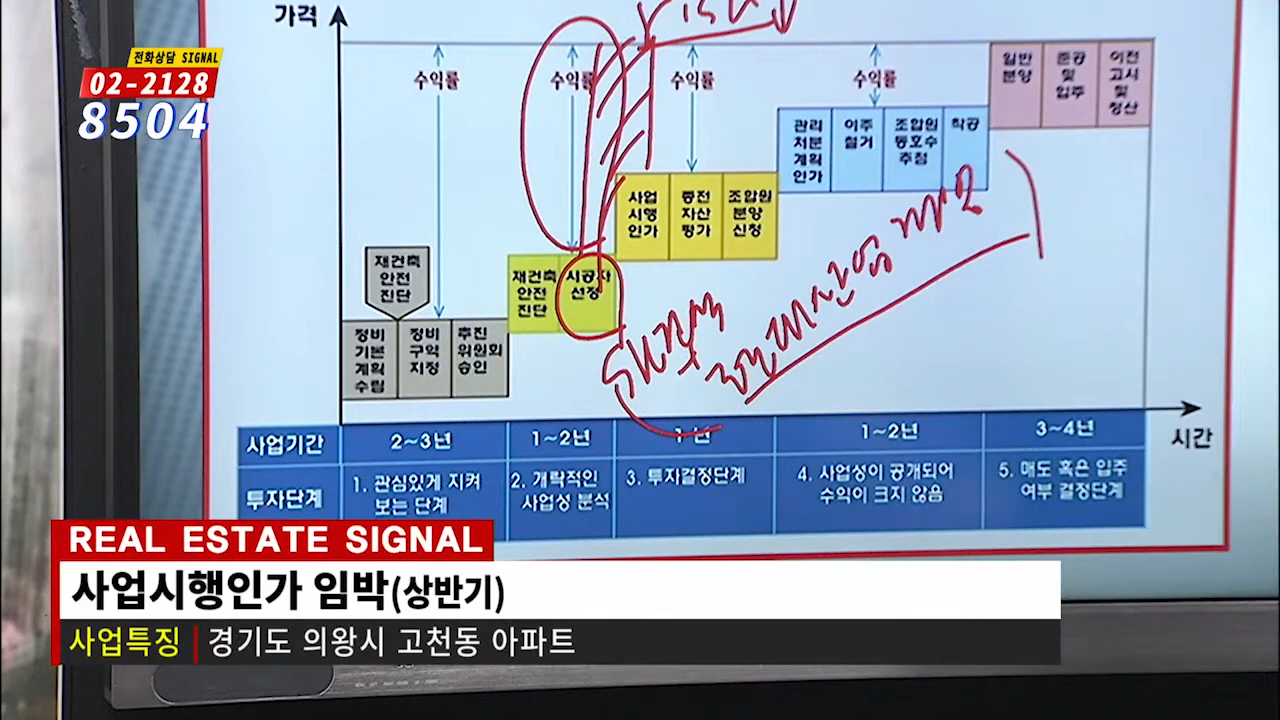 가격
전화상담 SIGNAL
02-2128
8504
수익률
수익률
수익률
수익률
일반
분양
준공
및
입주
이전
고시
및
청산
관리
처분
계획
인가
이주
철거
조합원
동호수
추첨
착공
사업
시행
인가
종전
자산
평가
조합원
분양
신청
재건축
안전
진단
재건축
안전
진단
시공자
선정
정비
기본
계획
수립
정비
구역
지정
추진
위원회
승인
시간
사업기간
2~3년
1~2년
1년
1~2년
3~4년
투자단계
1. 관심있게 지켜
보는 단계
2. 개략적인
사업성 분석
3. 투자결정단계
4. 사업성이 공개되어
수익이 크지 않음
5. 매도 혹은 입주
여부 결정단계
REAL ESTATE SIGNAL
사업시행인가 임박(상반기)
사업특징
경기도 의왕시 고천동 아파트